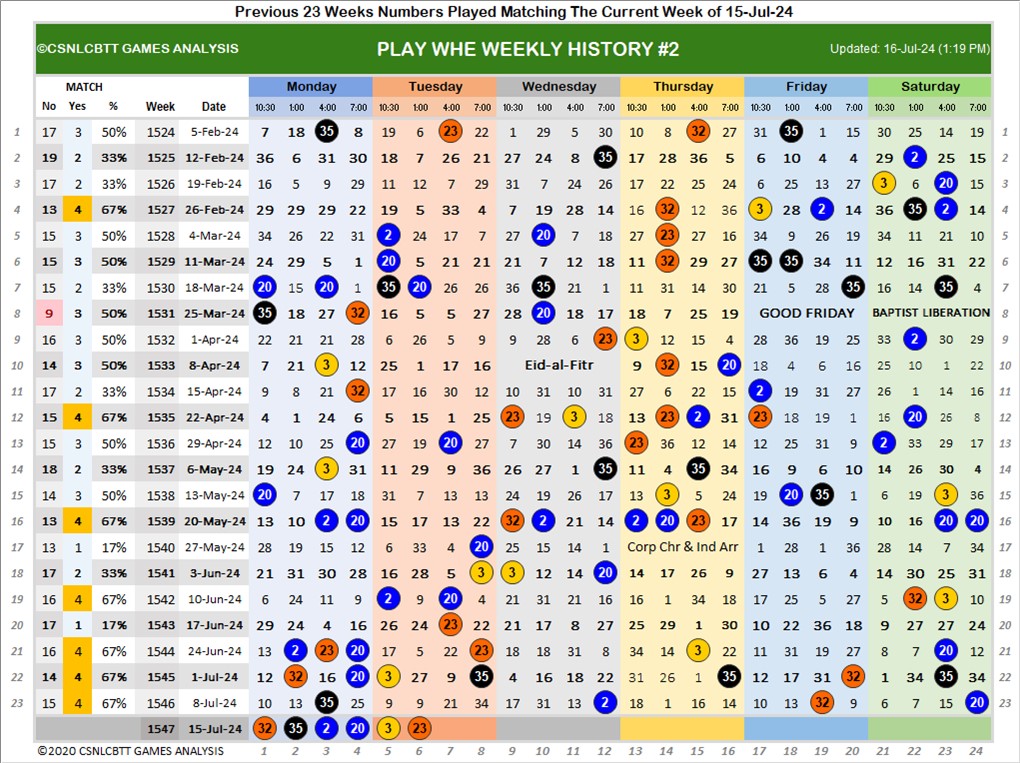 Previous 23 Weeks Numbers Played Matching The Current Week of 15-Jul-24
©CSNLCBTT GAMES ANALYSIS PLAY WHE WEEKLY HISTORY #2 Updated: 16-Jul-24 (1:19 PM)
MATCH Monday Tuesday Wednesday Thursday Friday Saturday
No Yes % Week Date 10:30 1:00 4:00 7:00 10:30 1:00 4:00 7:00 10:30 1:00 4:00 7:00 10:30 1:00 4:00 7:00 10:30 1:00 4:00 7:00 10:30 1:00 4:00 7:00
1 17 3 50% 1524 5-Feb-24 7 18 35 8 19 6 23 22 1 29 5 30 10 8 32 27 31 35 1 15 30 25 14 19 1
2 19 2 33% 1525 12-Feb-24 36 6 31 30 18 7 26 21 27 24 8 35 17 28 36 5 6 10 4 4 29 2 25 15 2
3 17 2 33% 1526 19-Feb-24 16 5 9 29 11 12 7 29 31 7 24 26 17 22 25 24 6 25 13 27 3 6 20 15 3
4 13 4 67% 1527 26-Feb-24 29 29 29 22 19 5 33 4 7 19 28 14 16 32 12 36 3 28 2 14 36 35 2 14 4
5 15 3 50% 1528 4-Mar-24 34 26 22 31 2 24 17 7 27 20 7 18 27 23 27 15 34 9 26 19 34 11 21 10 5
6 15 3 50% 1529 11-Mar-24 24 29 5 1 20 5 21 21 21 7 12 18 11 32 29 27 35 35 34 11 12 16 31 22 6
7 15 2 33% 1530 18-Mar-24 20 15 20 1 35 20 26 26 36 35 21 1 11 31 14 30 21 5 28 35 16 14 35 4 7
8 9 3 50% 1531 25-Mar-24 35 18 27 32 16 5 5 27 28 20 18 17 18 7 25 19 GOOD FRIDAY BAPTIST LIBERATION 8
9 16 3 50% 1532 1-Apr-24 22 21 21 28 6 26 5 9 9 28 6 23 3 12 15 4 28 36 19 25 33 2 30 29 9
10 14 3 50% 1533 8-Apr-24 7 21 3 12 25 1 17 16 Eid-al-Fitr 9 32 15 20 18 4 6 16 25 10 1 22 10
11 17 2 33% 1534 15-Apr-24 9 8 21 32 17 16 30 12 10 31 10 31 27 6 22 15 2 19 31 27 26 1 14 16 11
12 15 4 67% 1535 22-Apr-24 4 1 24 6 5 15 1 25 23 19 3 18 13 23 2 31 23 18 19 1 16 20 26 8 12
13 15 3 50% 1536 29-Apr-24 12 10 25 20 27 19 20 27 7 30 14 36 23 36 12 14 12 25 31 9 2 33 29 17 13
14 18 2 33% 1537 6-May-24 19 24 3 31 11 29 9 36 26 27 1 35 11 4 35 34 16 9 6 10 14 26 30 4 14
15 14 3 50% 1538 13-May-24 20 7 17 18 31 7 13 13 24 19 26 17 13 3 5 24 19 20 35 1 6 19 23 36 15
16 13 4 67% 1539 20-May-24 13 10 2 20 15 17 13 22 32 2 21 14 2 20 23 17 14 36 19 9 10 16 20 20 16
17 13 1 17% 1540 27-May-24 28 19 15 12 6 33 4 20 25 15 14 1 Corp Chr & Ind Arr 1 28 1 36 28 14 7 34 17
18 17 2 33% 1541 3-Jun-24 21 31 30 28 16 28 5 3 3 12 14 20 14 17 26 9 27 13 6 4 14 30 25 31 18
19 16 4 67% 1542 10-Jun-24 6 24 11 9 2 9 20 4 21 31 21 16 16 1 34 18 17 25 5 27 5 32 3 10 19
20 17 1 17% 1543 17-Jun-24 29 24 4 16 26 24 23 22 21 17 8 27 25 29 1 30 10 22 36 18 9 27 27 24 20
21 16 4 67% 1544 24-Jun-24 13 2 23 20 17 5 22 23 18 18 31 8 34 14 3 22 11 31 19 27 8 7 20 12 21
22 14 4 67% 1545 1-Jul-24 12 32 16 20 3 27 9 35 4 16 18 22 31 26 1 35 12 17 31 32 1 34 35 34 22
23 15 4 67% 1546 8-Jul-24 10 13 35 25 9 9 21 34 17 31 13 2 18 1 16 14 10 13 32 9 6 7 15 20 23
1547 15-Jul-24 32 35 2 20 3 23
©2020 CSNLCBTT GAMES ANALYSIS 1 2 3 4 5 6 7 8 9 10 11 12 13 14 15 16 17 18 19 20 21 22 23 24